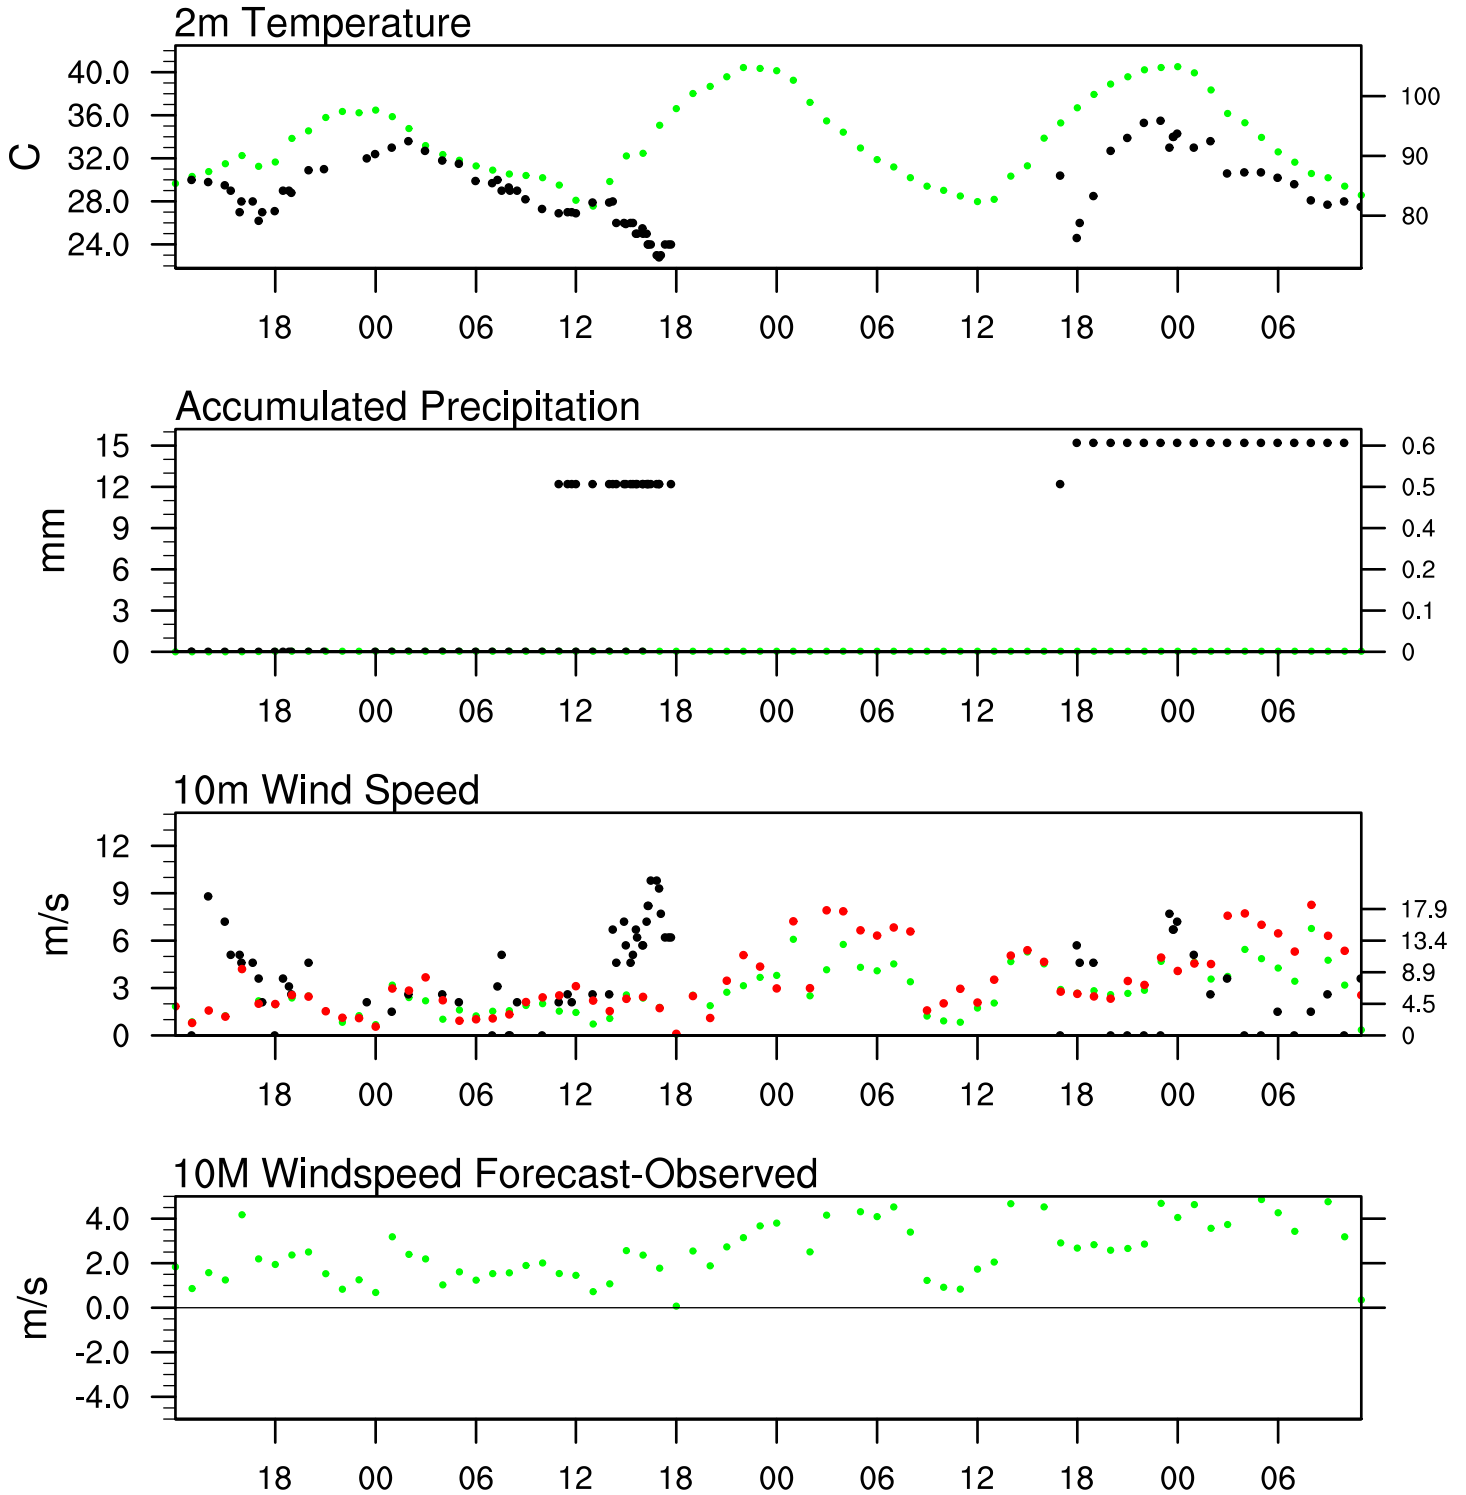 2m Temperature
40.0
36.0
32.0
28.0
24.0
C
100
90
80
18 00 06 12 18 00 06 12 18 00 06
Accumulated Precipitation
15
12
9
6
3
0
mm
0.6
0.5
0.4
0.2
0.1
0
18 00 06 12 18 00 06 12 18 00 06
10m Wind Speed
12
9
6
3
0
m/s
17.9
13.4
8.9
4.5
0
18 00 06 12 18 00 06 12 18 00 06
10M Windspeed Forecast-Observed
4.0
2.0
0.0
-2.0
-4.0
m/s
18 00 06 12 18 00 06 12 18 00 06